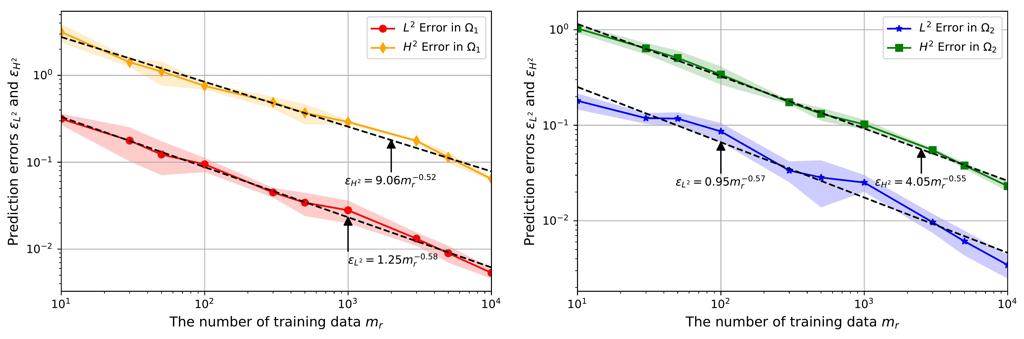 Prediction errors ε_{L²} and ε_{H²}
10⁰
10⁻¹
10⁻²
L² Error in Ω₁
H² Error in Ω₁
ε_{H²} = 9.06m_r^{−0.52}
ε_{L²} = 1.25m_r^{−0.58}
10¹ 10² 10³ 10⁴
The number of training data m_r
Prediction errors ε_{L²} and ε_{H²}
10⁰
10⁻¹
10⁻²
L² Error in Ω₂
H² Error in Ω₂
ε_{L²} = 0.95m_r^{−0.57}
ε_{H²} = 4.05m_r^{−0.55}
10¹ 10² 10³ 10⁴
The number of training data m_r